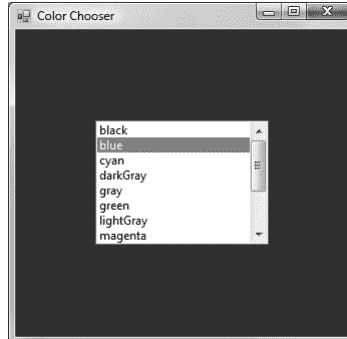 Color Chooser
black
blue
cyan
darkGray
gray
green
lightGray
magenta